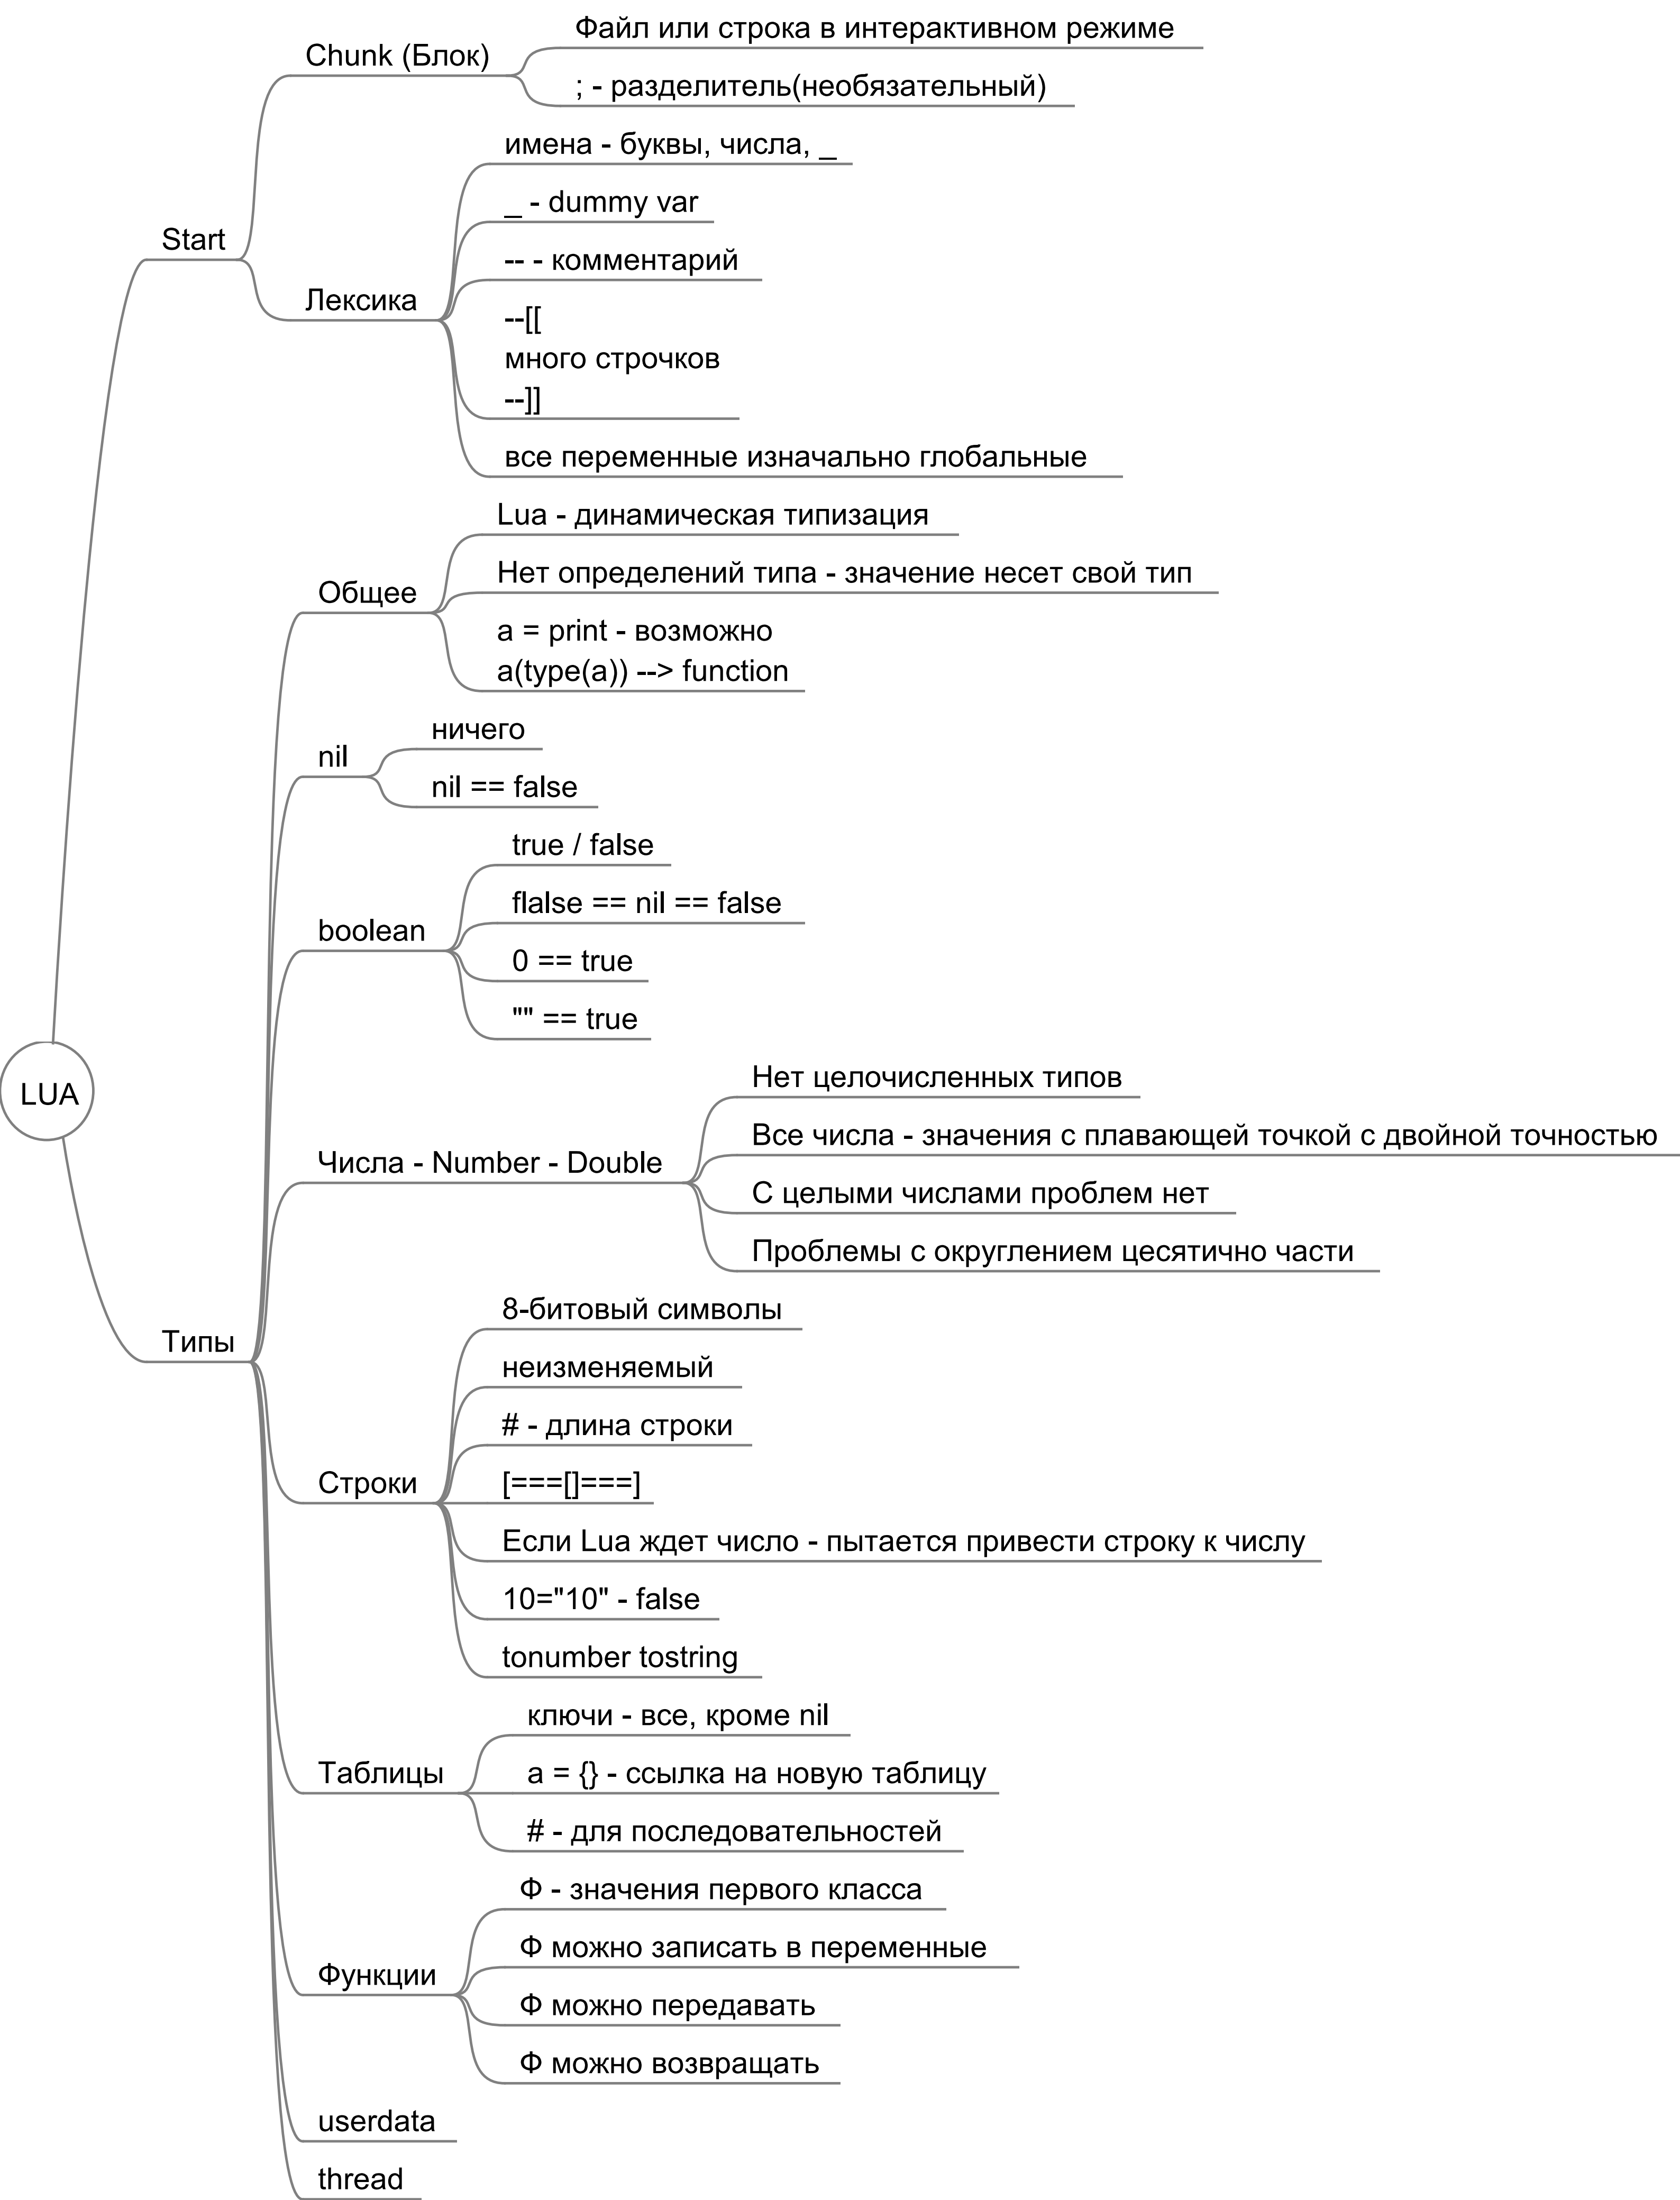 Файл или строка в интерактивном режиме
Chunk (Блок)
; - разделитель(необязательный)
имена - буквы, числа, _
_ - dummy var
Start
-- - комментарий
Лексика
--[[
много строчков
--]]
все переменные изначально глобальные
Lua - динамическая типизация
Нет определений типа - значение несет свой тип
Общее
a = print - возможно
a(type(a)) --> function
ничего
nil
nil == false
true / false
flalse == nil == false
boolean
0 == true
"" == true
LUA
Нет целочисленных типов
Все числа - значения с плавающей точкой с двойной точностью
Числа - Number - Double
С целыми числами проблем нет
Проблемы с округлением цесятично части
8-битовый символы
Типы
неизменяемый
# - длина строки
Строки
[===[]===]
Если Lua ждет число - пытается привести строку к числу
10="10" - false
tonumber tostring
ключи - все, кроме nil
Таблицы
a = {} - ссылка на новую таблицу
# - для последовательностей
Ф - значения первого класса
Ф можно записать в переменные
Функции
Ф можно передавать
Ф можно возвращать
userdata
thread